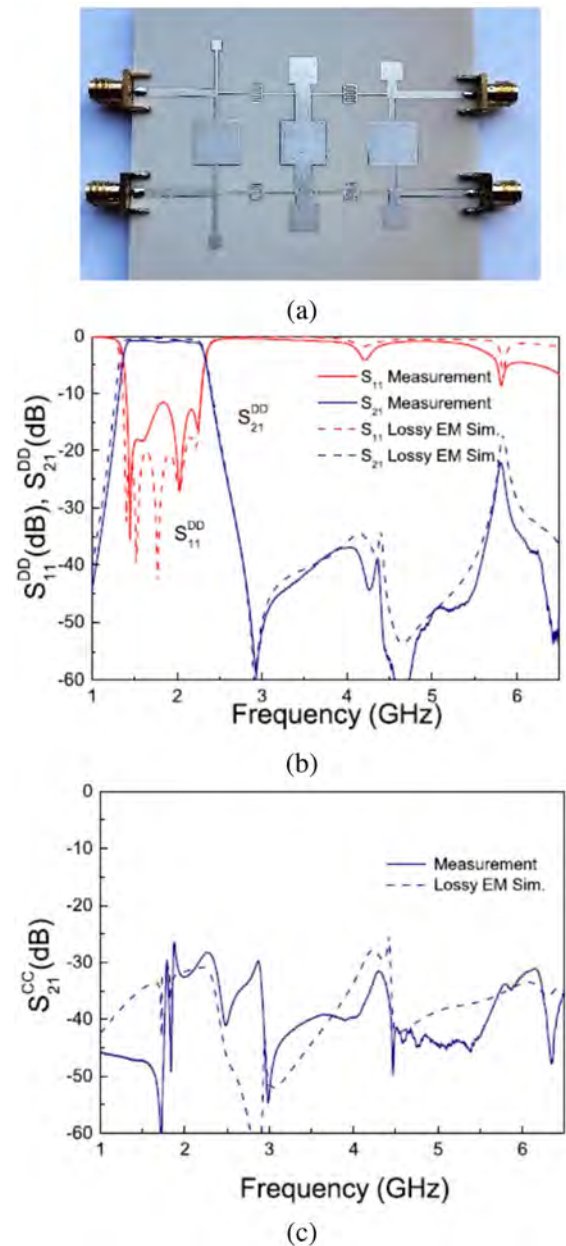 (a)
0
-10
-20
-30
-40
-50
-60
S₁₁ᴰᴰ(dB), S₂₁ᴰᴰ(dB)
S₁₁ Measurement
S₂₁ Measurement
S₁₁ Lossy EM Sim.
S₂₁ Lossy EM Sim.
S₂₁ᴰᴰ
S₁₁ᴰᴰ
1 2 3 4 5 6
Frequency (GHz)
(b)
0
-10
-20
-30
-40
-50
-60
S₂₁ᶜᶜ(dB)
Measurement
Lossy EM Sim.
1 2 3 4 5 6
Frequency (GHz)
(c)